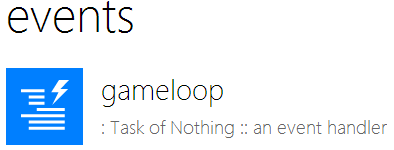 events
gameloop
: Task of Nothing :: an event handler